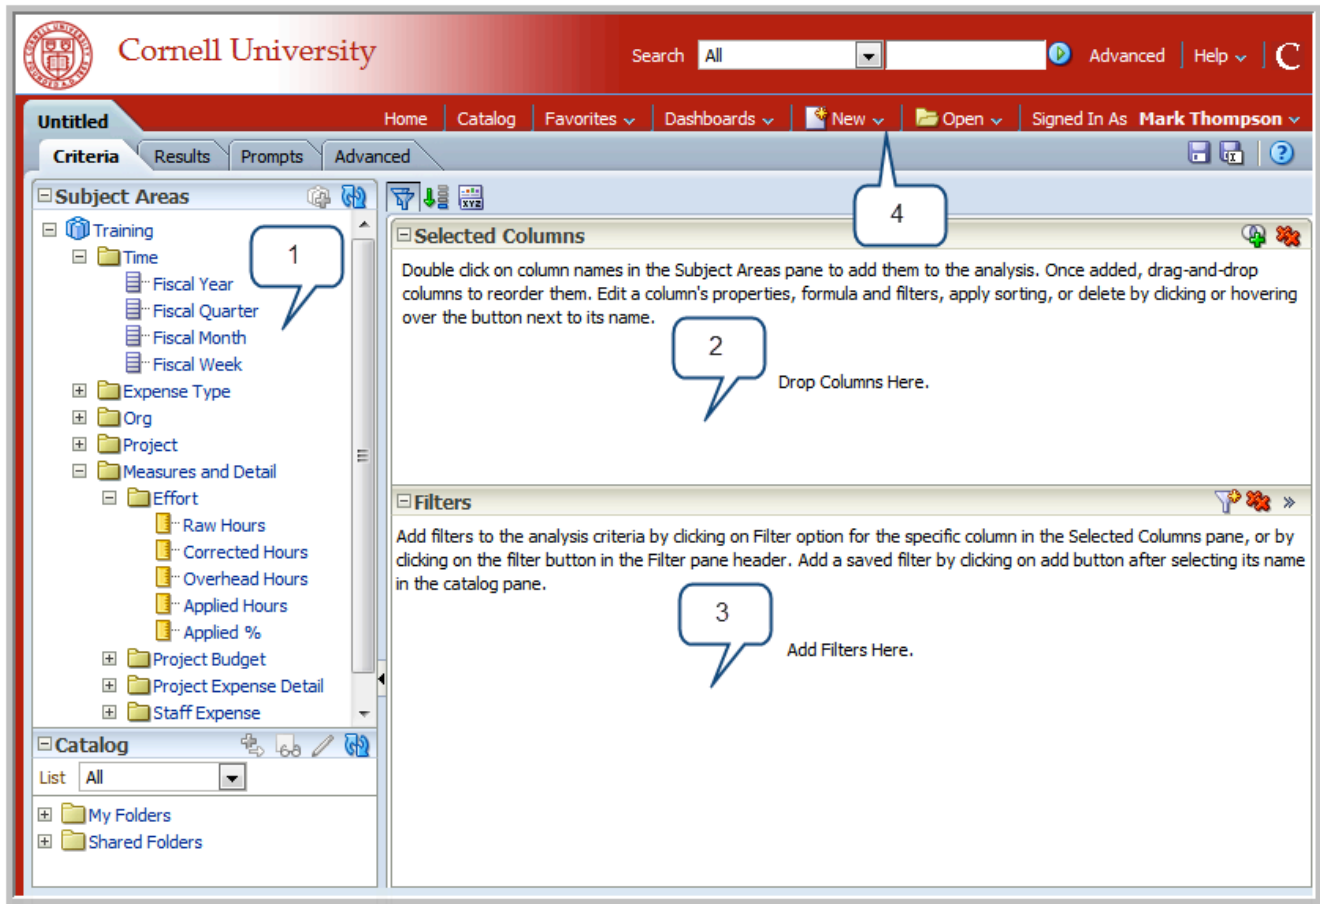 Cornell University
Search All Advanced Help
Untitled Home Catalog Favorites Dashboards New Open Signed In As Mark Thompson
Criteria Results Prompts Advanced
4
Subject Areas
Training
Time
Fiscal Year
Fiscal Quarter
Fiscal Month
Fiscal Week
Expense Type
Org
Project
Measures and Detail
Effort
Raw Hours
Corrected Hours
Overhead Hours
Applied Hours
Applied %
Project Budget
Project Expense Detail
Staff Expense
1
Catalog
List All
My Folders
Shared Folders
XYZ
Selected Columns
Double click on column names in the Subject Areas pane to add them to the analysis. Once added, drag-and-drop
columns to reorder them. Edit a column's properties, formula and filters, apply sorting, or delete by clicking or hovering
over the button next to its name.
2
Drop Columns Here.
Filters
Add filters to the analysis criteria by clicking on Filter option for the specific column in the Selected Columns pane, or by
clicking on the filter button in the Filter pane header. Add a saved filter by clicking on add button after selecting its name
in the catalog pane.
3
Add Filters Here.